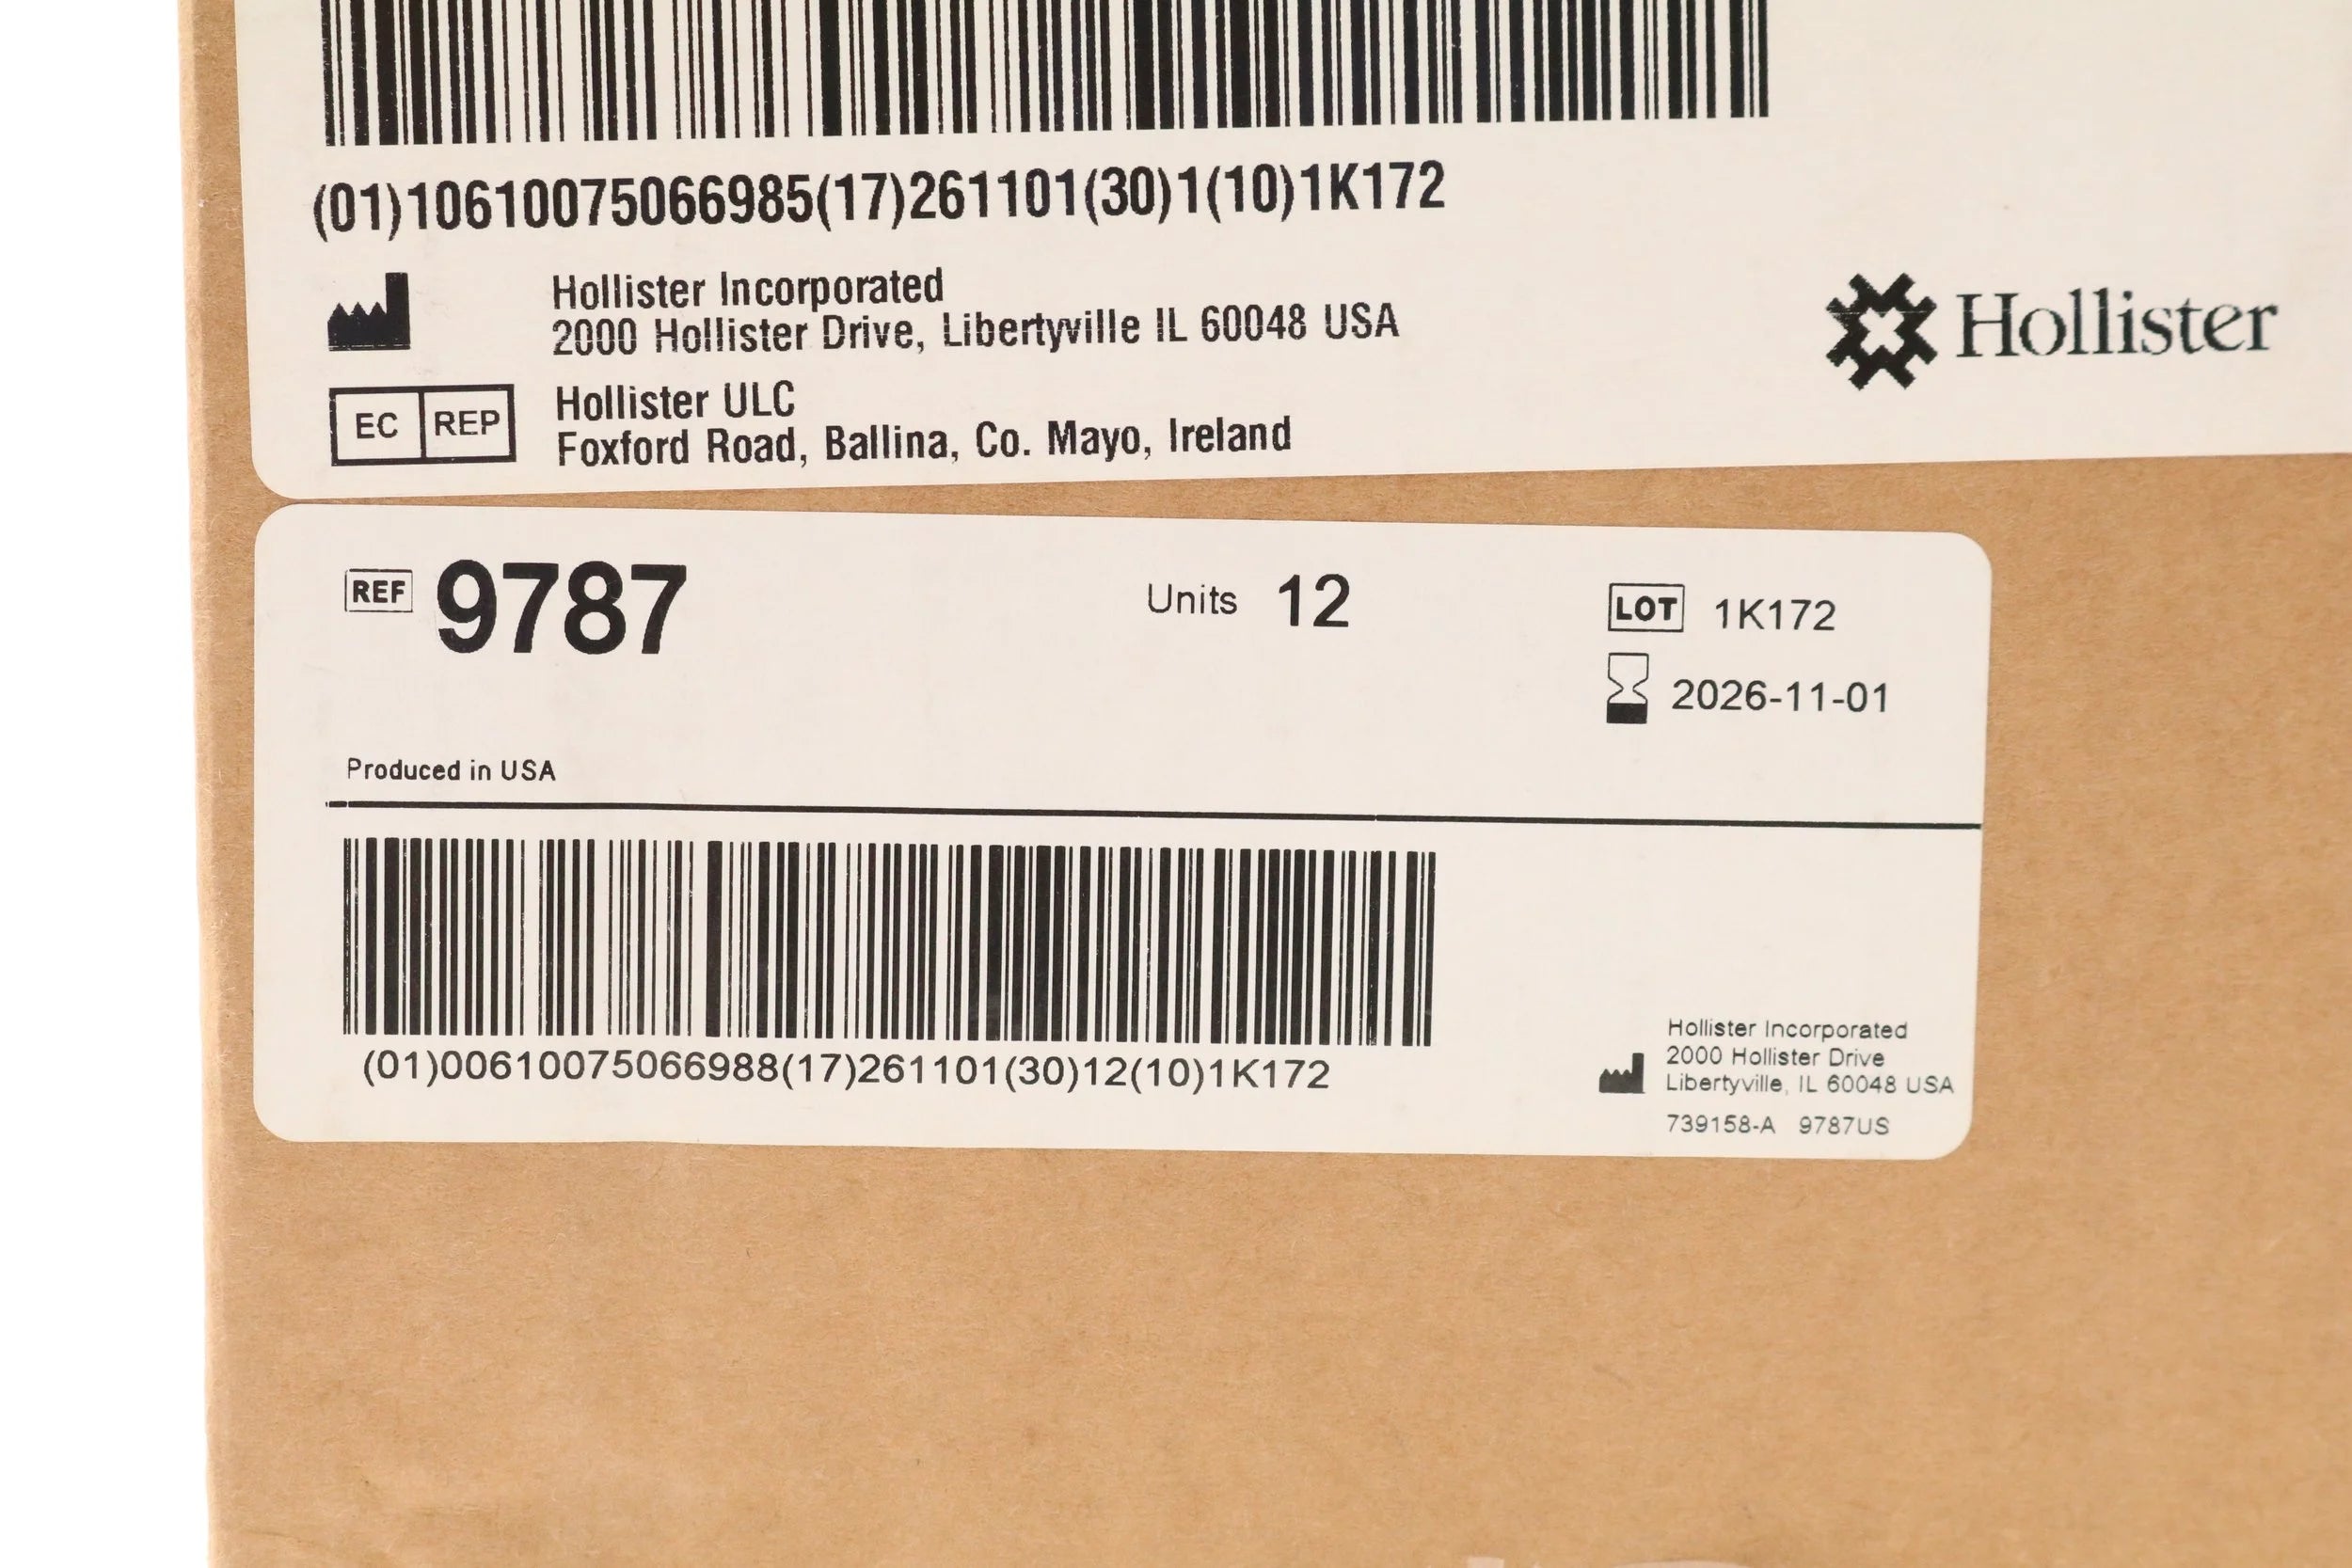 (01)10610075066985(17)261101(30)1(10)1K172
Hollister Incorporated
2000 Hollister Drive, Libertyville IL 60048 USA
Hollister
EC REP
Hollister ULC
Foxford Road, Ballina, Co. Mayo, Ireland
REF 9787
Units 12
LOT 1K172
2026-11-01
Produced in USA
(01)00610075066988(17)261101(30)12(10)1K172
Hollister Incorporated
2000 Hollister Drive
Libertyville, IL 60048 USA
739158-A 9787US